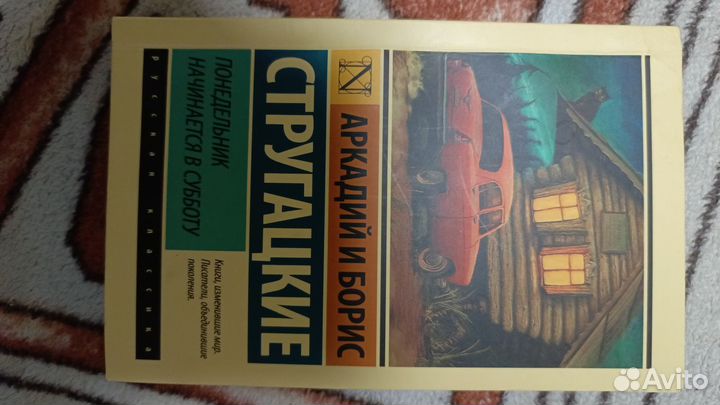 АРКАДИЙ И БОРИС
СТРУГАЦКИЕ
ПОНЕДЕЛЬНИК
НАЧИНАЕТСЯ В СУББОТУ
Книги, изменившие мир.
Писатели, объединившие
поколения.
РУССКАЯ КЛАССИКА
Avito